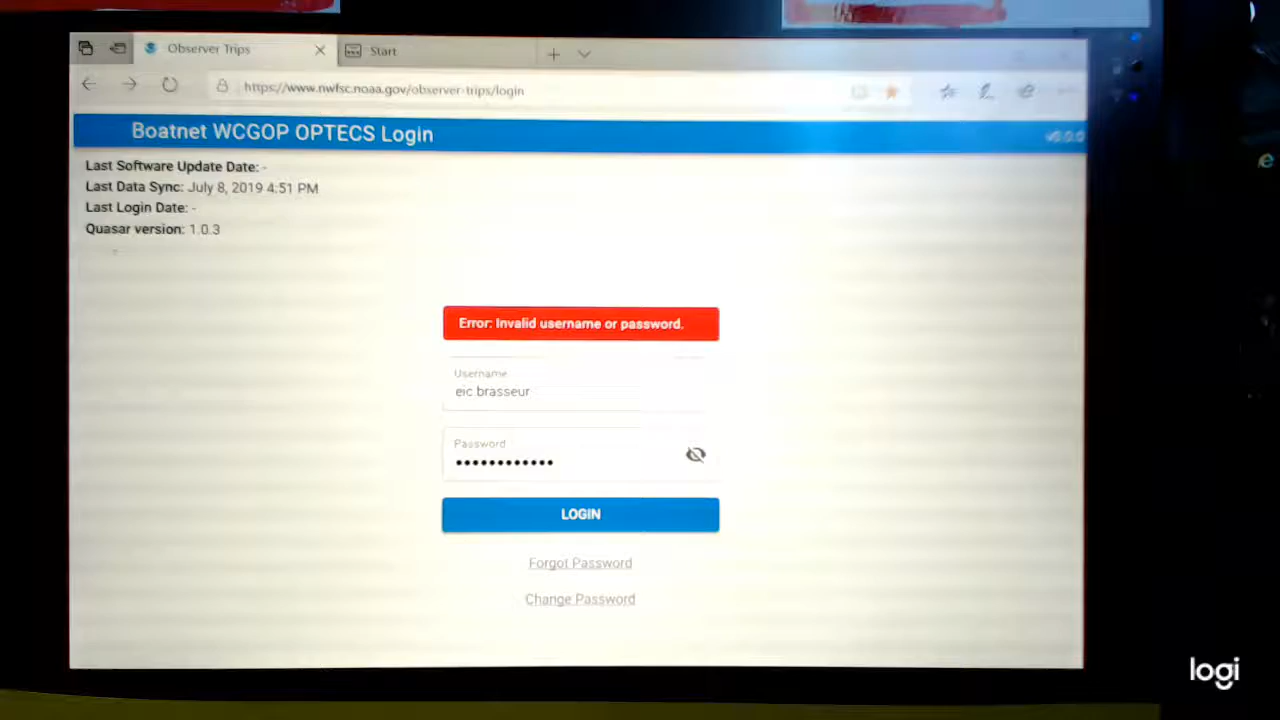 Observer Trips
Start
https://www.nwfsc.noaa.gov/observer-trips/login
Boatnet WCGOP OPTECS Login
Last Software Update Date: -
Last Data Sync: July 8, 2019 4:51 PM
Last Login Date: -
Quasar version: 1.0.3
Error: Invalid username or password.
Username
eic.brasseur
Password
••••••••••••
LOGIN
Forgot Password
Change Password
logi